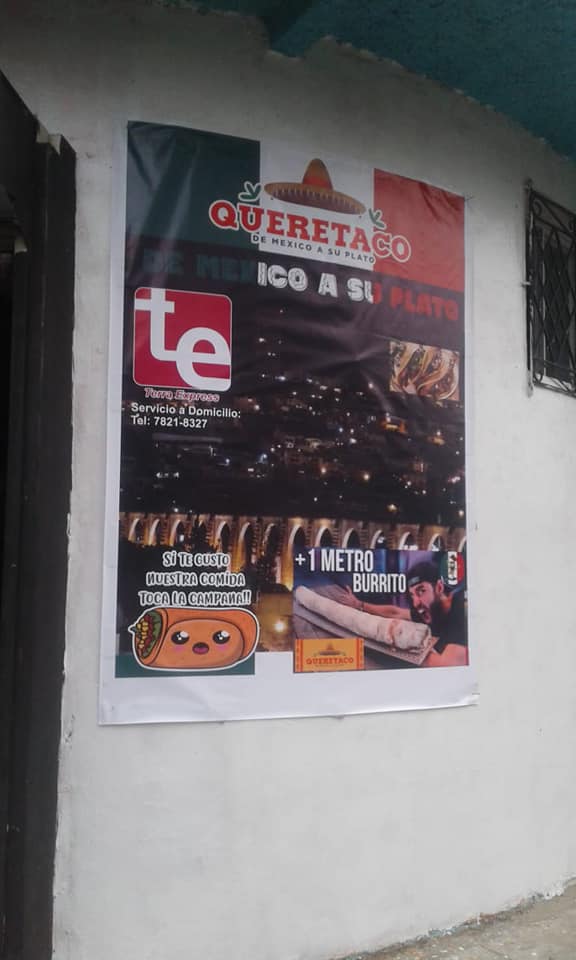 QUERETACO
DE MEXICO A SU PLATO
DE MEXICO A SU PLATO
te
Terra Express
Servicio a Domicilio:
Tel: 7821-8327
SI TE GUSTO
NUESTRA COMIDA
TOCA LA CAMPANA!!
+1 METRO
BURRITO
QUERETACO